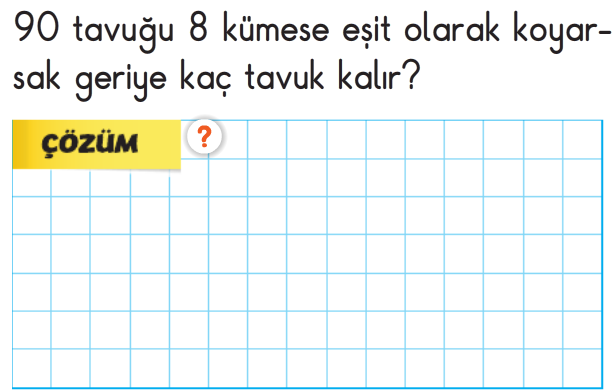 90 tavuğu 8 kümese eşit olarak koyar-
sak geriye kaç tavuk kalır?
ÇÖZÜM ?